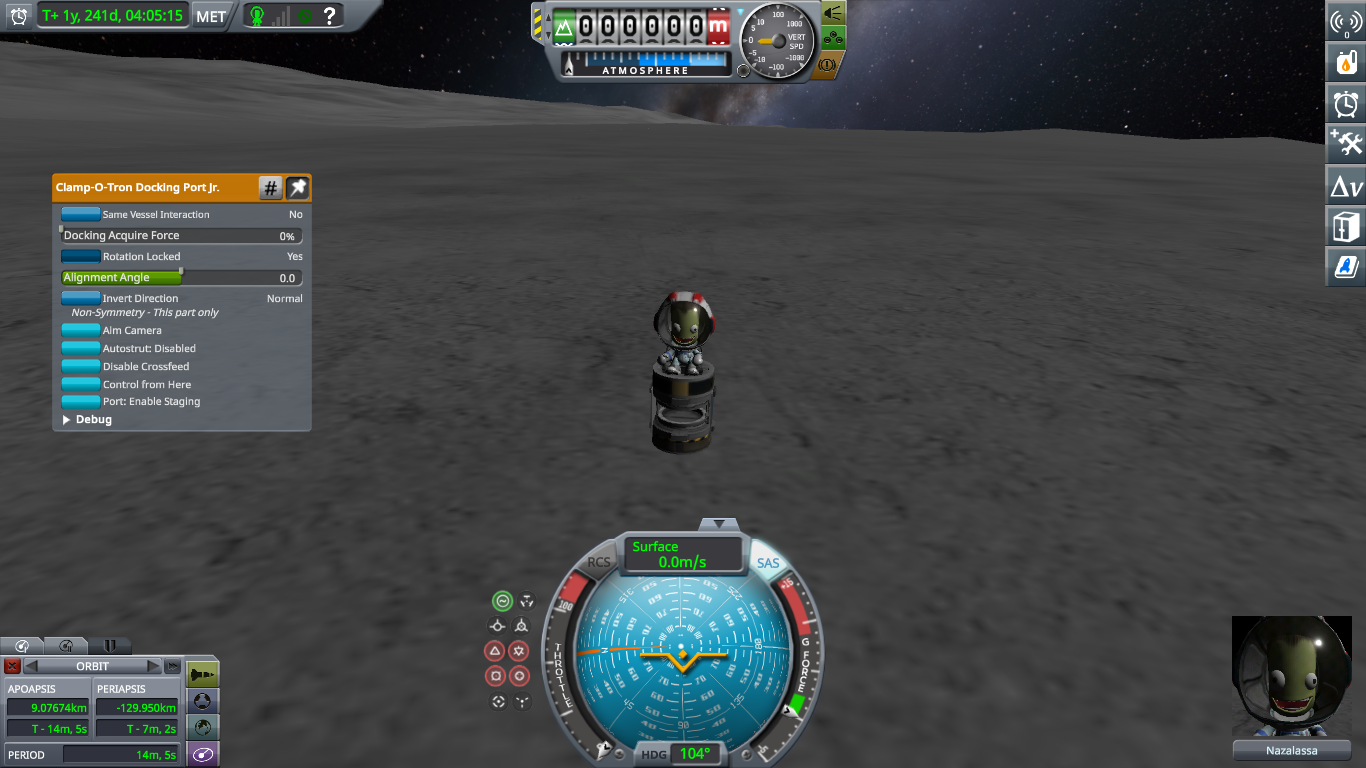 T+ 1y, 241d, 04:05:15 MET
?
000000m
ATMOSPHERE
VERT
SPD
Clamp-O-Tron Docking Port Jr. #
Same Vessel Interaction No
Docking Acquire Force 0%
Rotation Locked Yes
Alignment Angle 0.0
Invert Direction Normal
Non-Symmetry - This part only
Aim Camera
Autostrut: Disabled
Disable Crossfeed
Control from Here
Port: Enable Staging
Debug
0
Δv
RCS
Surface
0.0m/s
SAS
THROTTLE
G FORCE
HDG 104°
ORBIT
APOAPSIS PERIAPSIS
9.07674km -129.950km
T - 14m, 5s T - 7m, 2s
PERIOD 14m, 5s
Nazalassa